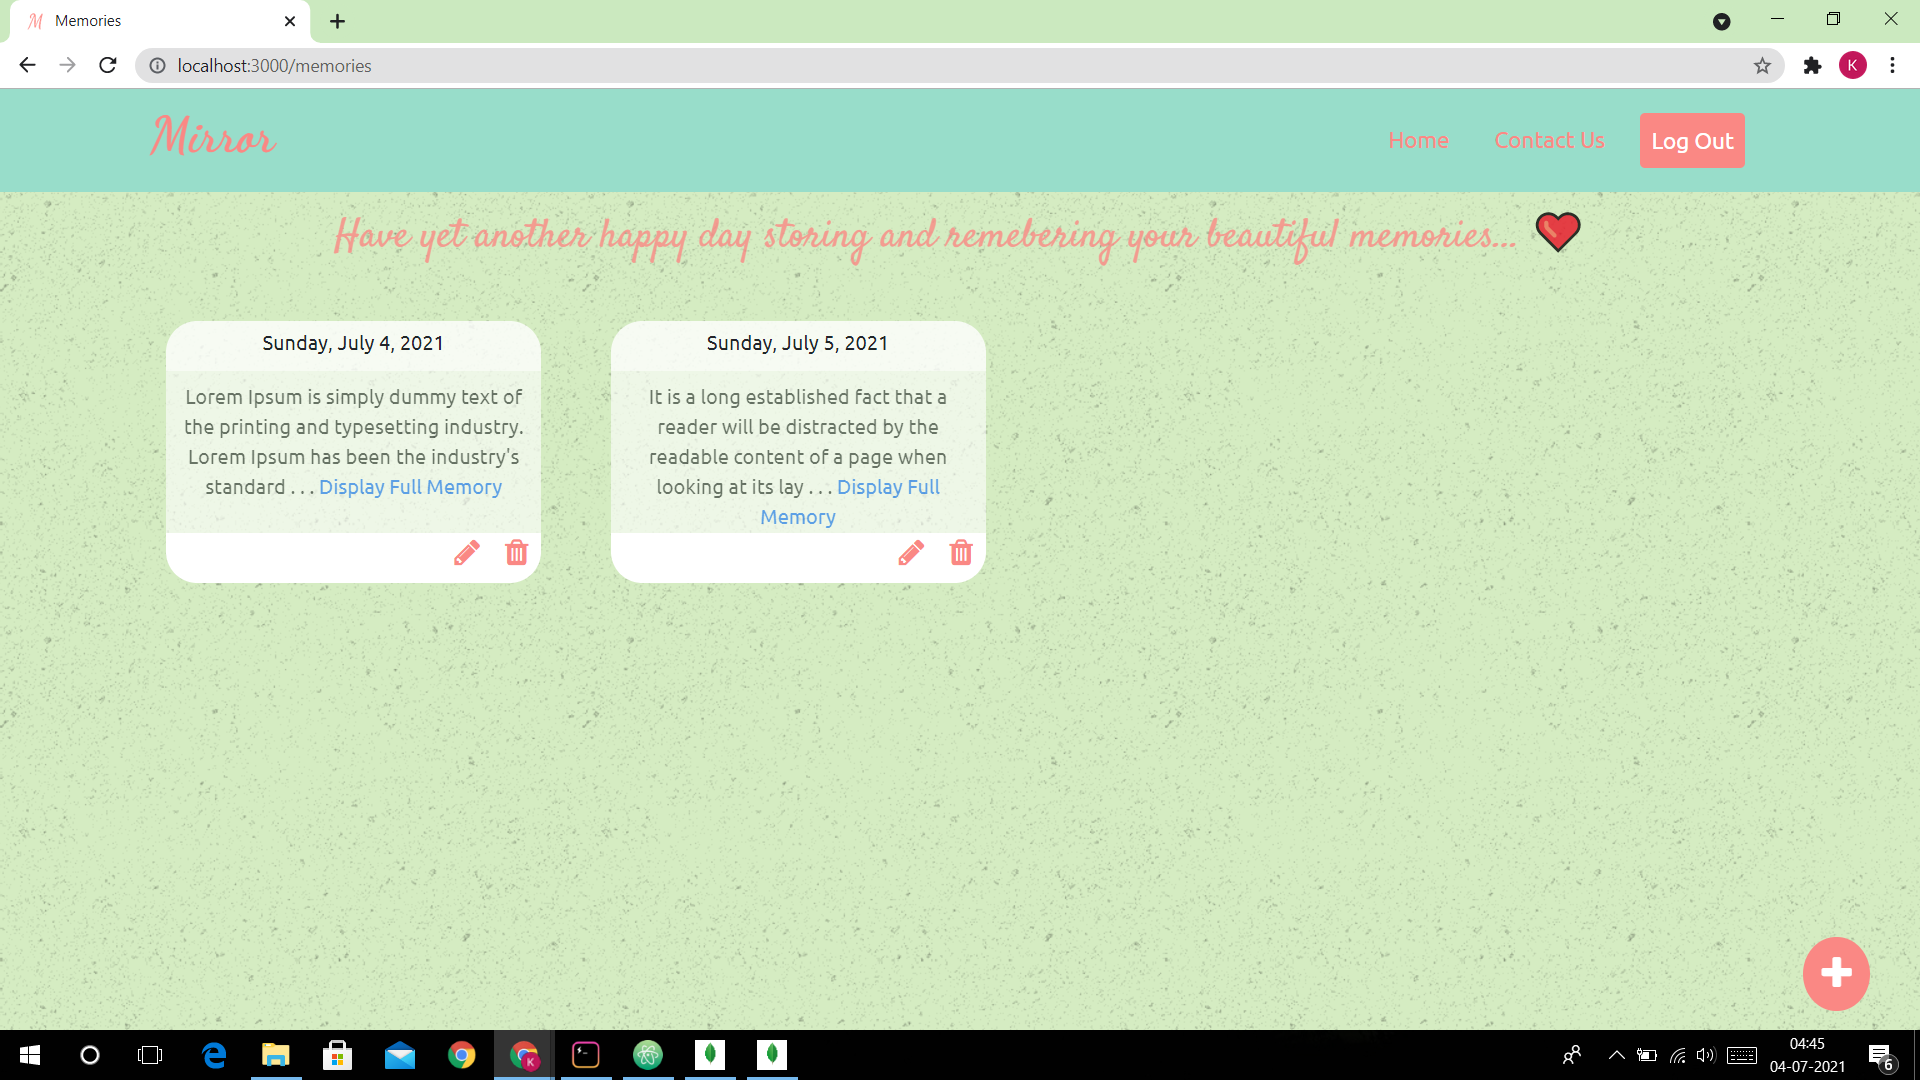 Memories
localhost:3000/memories
K
Mirror
Home Contact Us Log Out
Have yet another happy day storing and remebering your beautiful memories...
Sunday, July 4, 2021
Lorem Ipsum is simply dummy text of
the printing and typesetting industry.
Lorem Ipsum has been the industry's
standard . . . Display Full Memory
Sunday, July 5, 2021
It is a long established fact that a
reader will be distracted by the
readable content of a page when
looking at its lay . . . Display Full
Memory
K
04:45
04-07-2021
6